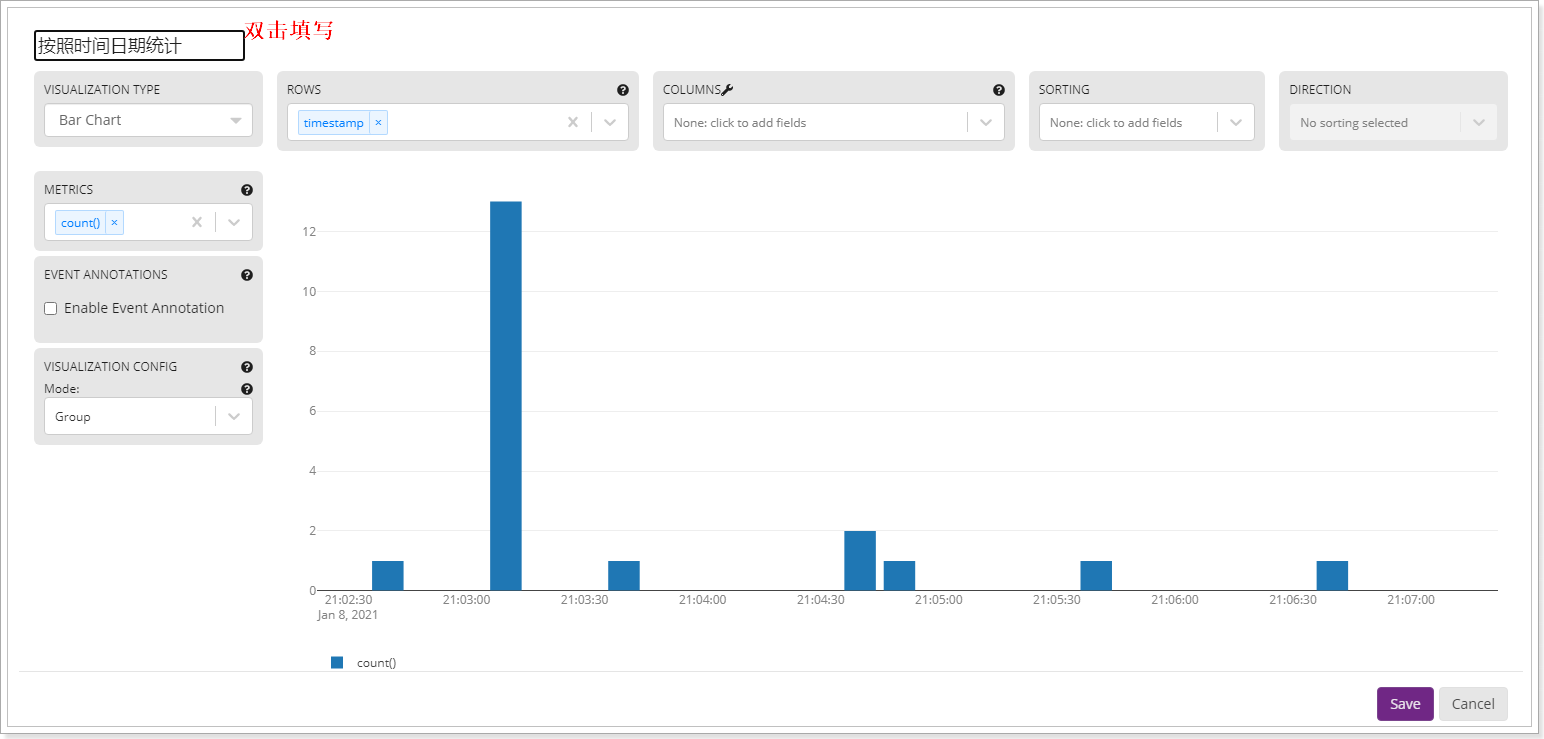 按照时间日期统计 双击填写
VISUALIZATION TYPE
Bar Chart
ROWS
timestamp ×
COLUMNS
None: click to add fields
SORTING
None: click to add fields
DIRECTION
No sorting selected
METRICS
count() ×
EVENT ANNOTATIONS
Enable Event Annotation
VISUALIZATION CONFIG
Mode:
Group
12
10
8
6
4
2
0
21:02:30 21:03:00 21:03:30 21:04:00 21:04:30 21:05:00 21:05:30 21:06:00 21:06:30 21:07:00
Jan 8, 2021
count()
Save Cancel